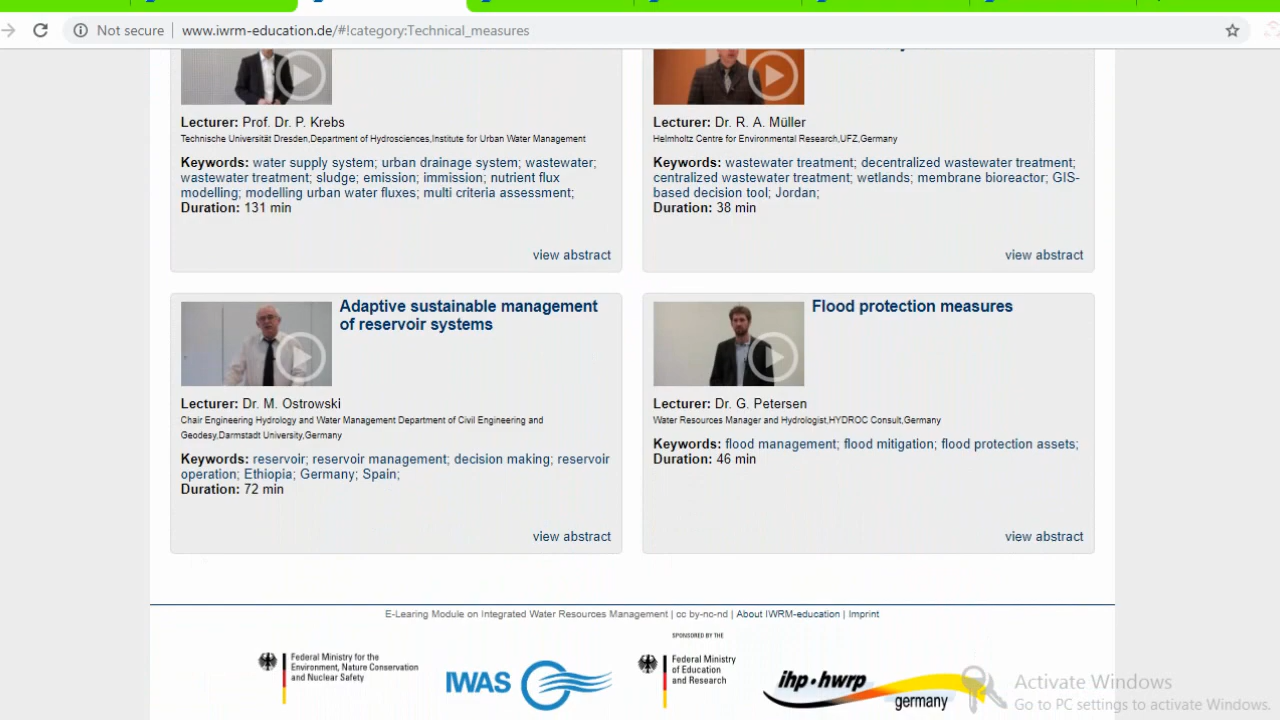 Not secure | www.iwrm-education.de/#!category:Technical_measures
Lecturer: Prof. Dr. P. Krebs
Technische Universität Dresden,Department of Hydrosciences,Institute for Urban Water Management
Keywords: water supply system; urban drainage system; wastewater;
wastewater treatment; sludge; emission; immission; nutrient flux
modelling; modelling urban water fluxes; multi criteria assessment;
Duration: 131 min
view abstract
Lecturer: Dr. R. A. Müller
Helmholtz Centre for Environmental Research,UFZ,Germany
Keywords: wastewater treatment; decentralized wastewater treatment;
centralized wastewater treatment; wetlands; membrane bioreactor; GIS-
based decision tool; Jordan;
Duration: 38 min
view abstract
Adaptive sustainable management
of reservoir systems
Lecturer: Dr. M. Ostrowski
Chair Engineering Hydrology and Water Management Department of Civil Engineering and
Geodesy,Darmstadt University,Germany
Keywords: reservoir; reservoir management; decision making; reservoir
operation; Ethiopia; Germany; Spain;
Duration: 72 min
view abstract
Flood protection measures
Lecturer: Dr. G. Petersen
Water Resources Manager and Hydrologist,HYDROC Consult,Germany
Keywords: flood management; flood mitigation; flood protection assets;
Duration: 46 min
view abstract
E-Learing Module on Integrated Water Resources Management | cc by-nc-nd | About IWRM-education | Imprint
Federal Ministry for the
Environment, Nature Conservation
and Nuclear Safety
IWAS
SPONSORED BY THE
Federal Ministry
of Education
and Research
ihp·hwrp
germany
Activate Windows
Go to PC settings to activate Windows.